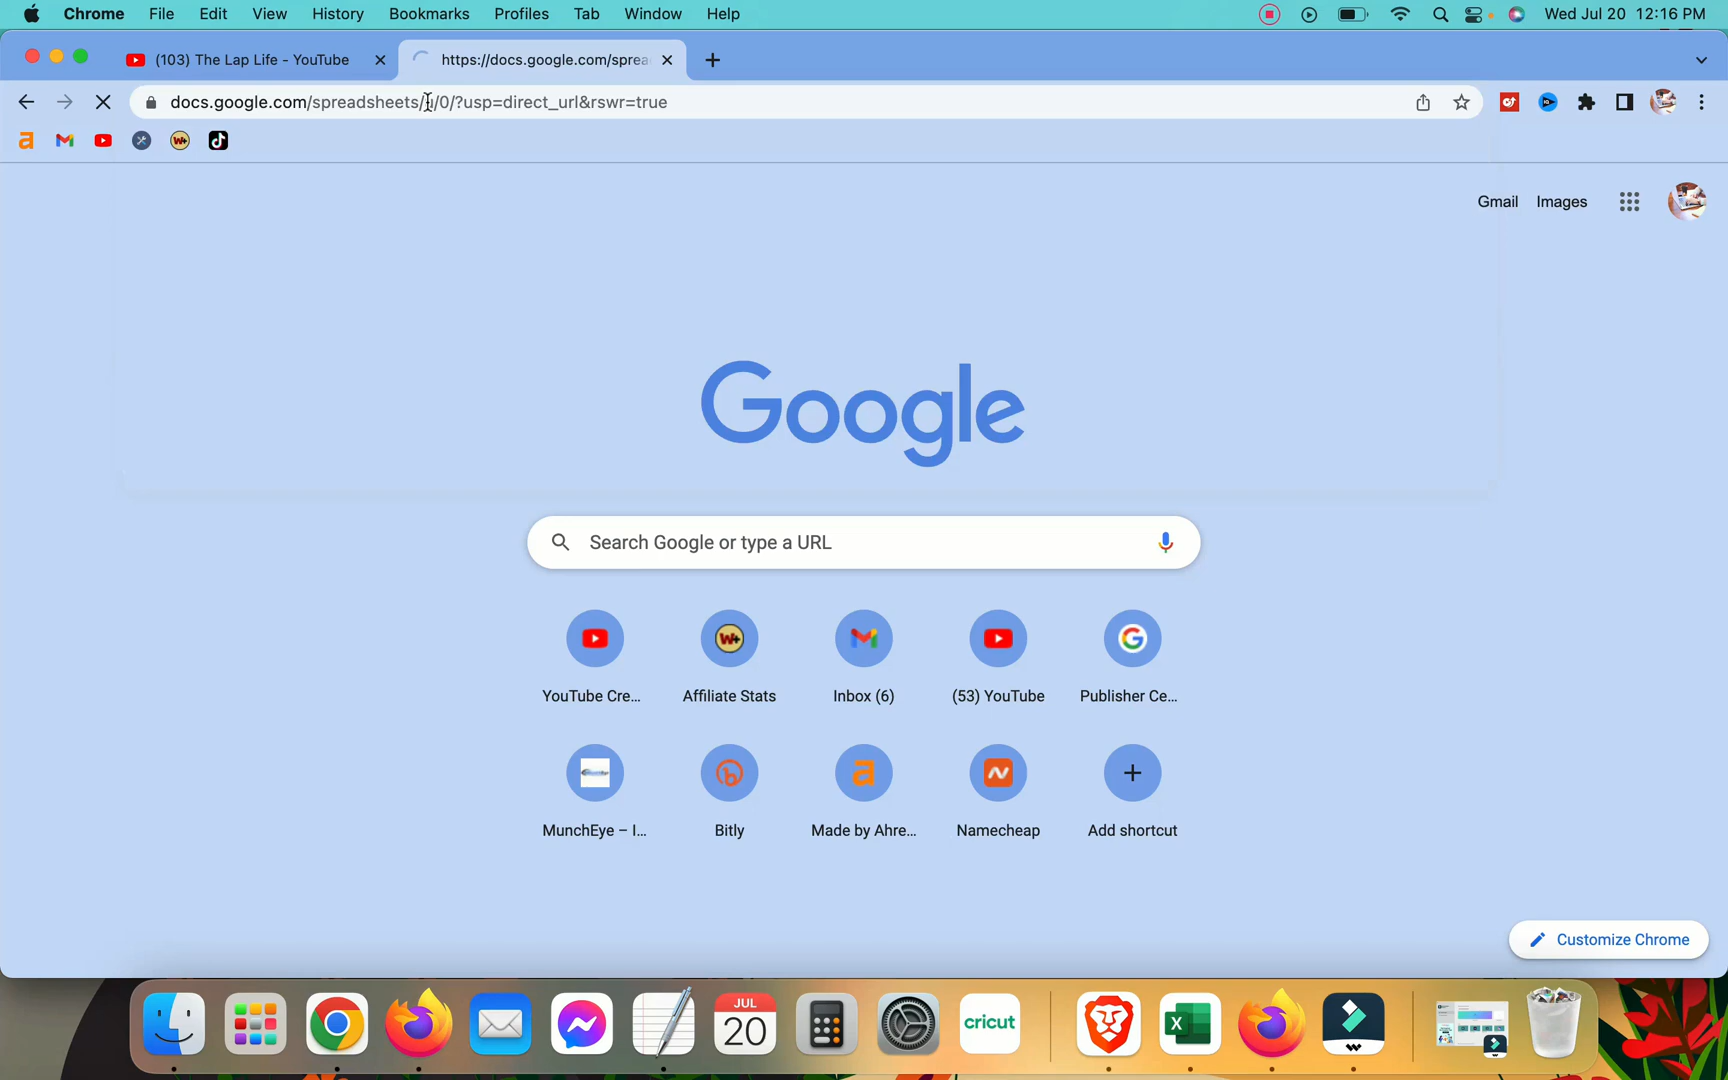 Chrome File Edit View History Bookmarks Profiles Tab Window Help Wed Jul 20 12:16 PM
(103) The Lap Life - YouTube https://docs.google.com/sprea
docs.google.com/spreadsheets/u/0/?usp=direct_url&rswr=true
Gmail Images
Google
Search Google or type a URL
YouTube Cre... Affiliate Stats Inbox (6) (53) YouTube Publisher Ce...
MunchEye – I... Bitly Made by Ahre... Namecheap Add shortcut
Customize Chrome
JUL
20
cricut